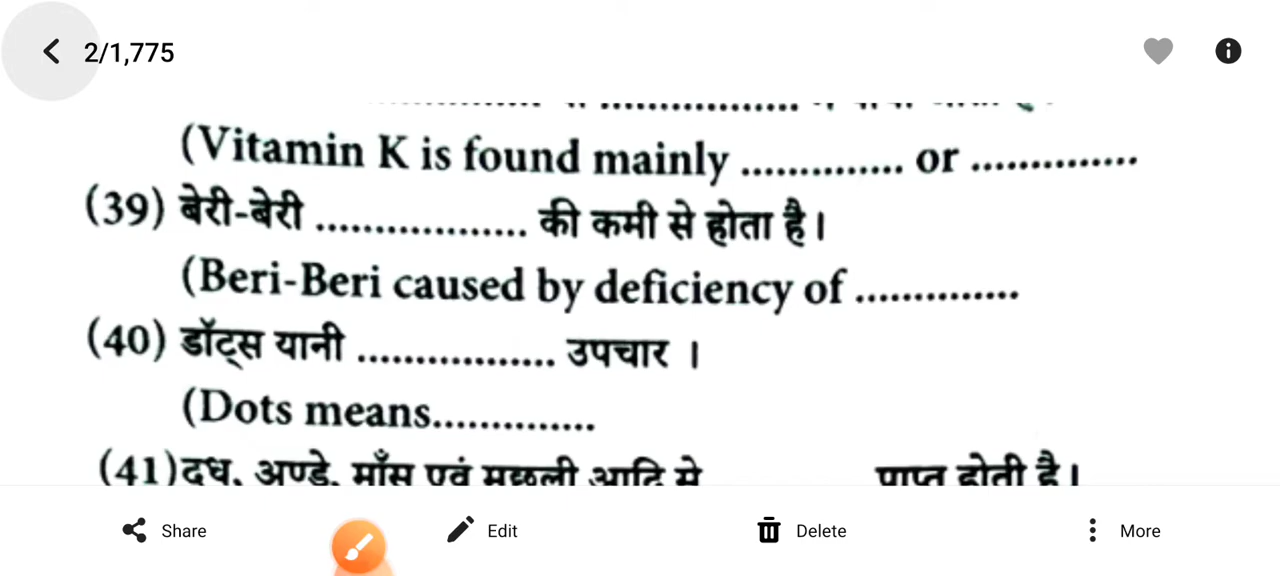 2/1,775
(Vitamin K is found mainly .............. or ..............
(39) बेरी-बेरी .................. की कमी से होता है।
(Beri-Beri caused by deficiency of ..............
(40) डॉट्स यानी ................. उपचार ।
(Dots means..............
(41)दूध, अण्डे, माँस एवं मछली आदि मे प्राप्त होती है।
Share Edit Delete More